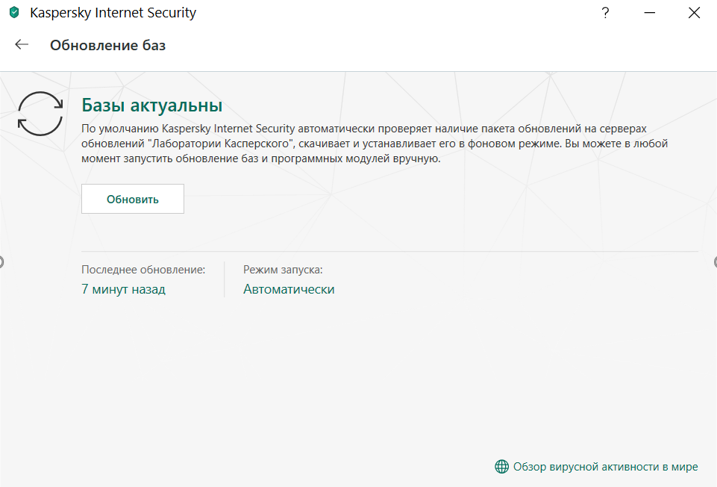 Kaspersky Internet Security
?
Обновление баз
Базы актуальны
По умолчанию Kaspersky Internet Security автоматически проверяет наличие пакета обновлений на серверах
обновлений "Лаборатории Касперского", скачивает и устанавливает его в фоновом режиме. Вы можете в любой
момент запустить обновление баз и программных модулей вручную.
Обновить
Последнее обновление:
Режим запуска:
7 минут назад
Автоматически
Обзор вирусной активности в мире